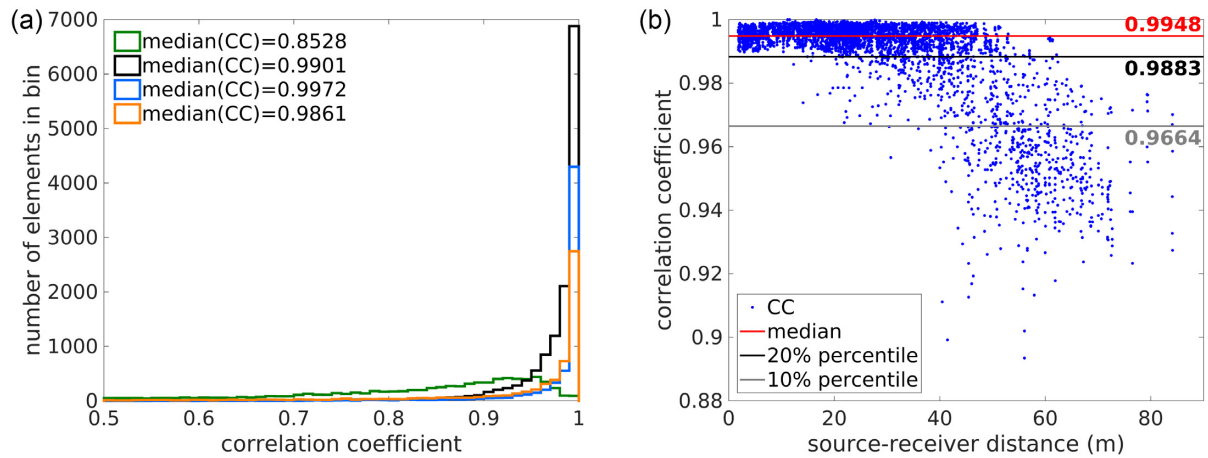 (a)
7000
6000
5000
4000
3000
2000
1000
0
number of elements in bin
median(CC)=0.8528
median(CC)=0.9901
median(CC)=0.9972
median(CC)=0.9861
0.5 0.6 0.7 0.8 0.9 1
correlation coefficient
(b)
1
0.98
0.96
0.94
0.92
0.9
0.88
correlation coefficient
0.9948
0.9883
0.9664
CC
median
20% percentile
10% percentile
0 20 40 60 80
source-receiver distance (m)